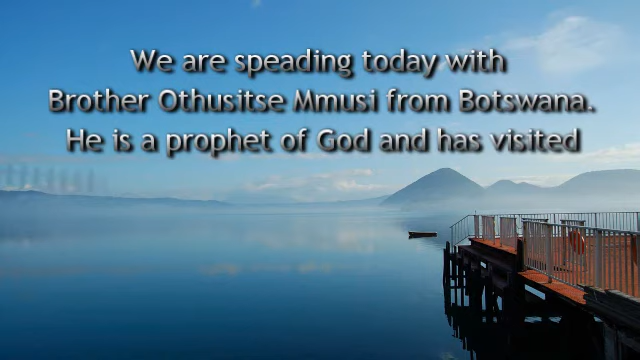 We are speading today with
Brother Othusitse Mmusi from Botswana.
He is a prophet of God and has visited